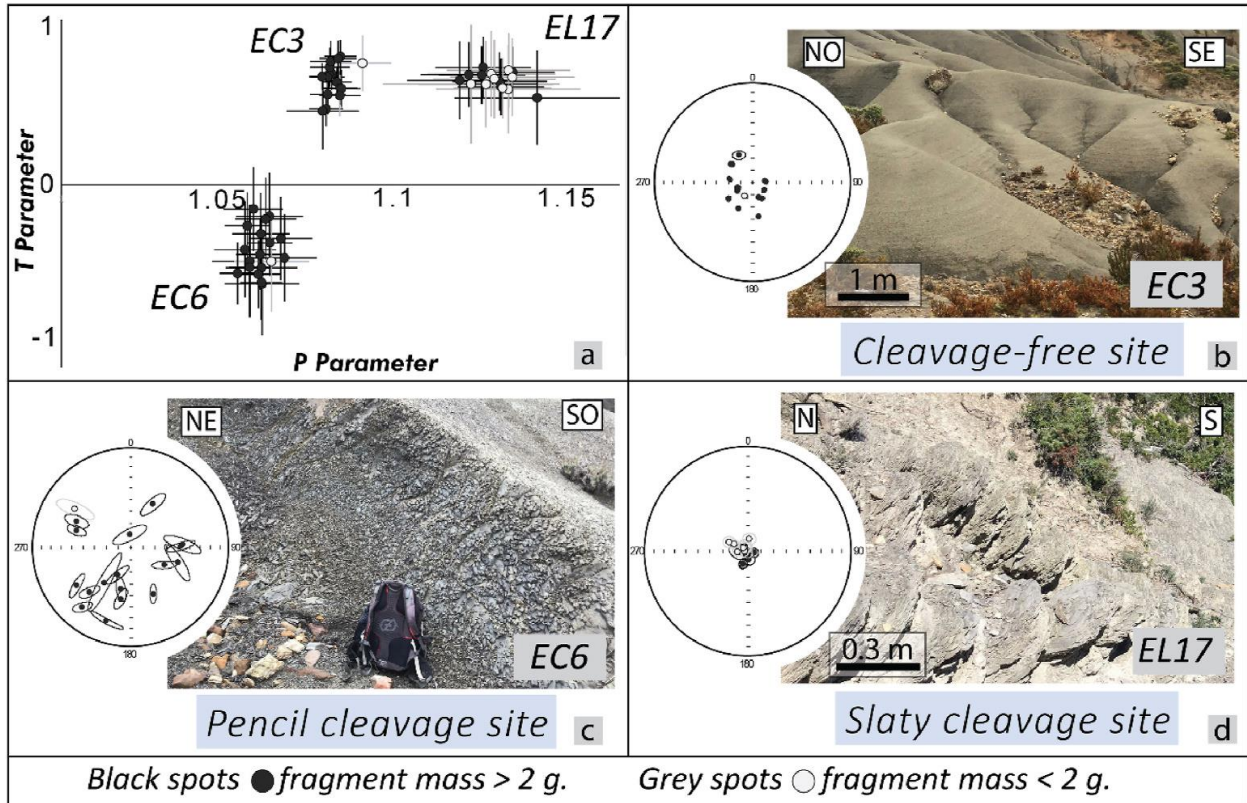 1
EC3
EL17
T Parameter
0
1.05
1.1
1.15
EC6
-1
P Parameter
a
NO
SE
0
270
90
180
1 m
EC3
Cleavage-free site
b
NE
SO
0
270
90
180
EC6
Pencil cleavage site
c
N
S
0
270
90
180
0.3 m
EL17
Slaty cleavage site
d
Black spots fragment mass > 2 g.
Grey spots fragment mass < 2 g.